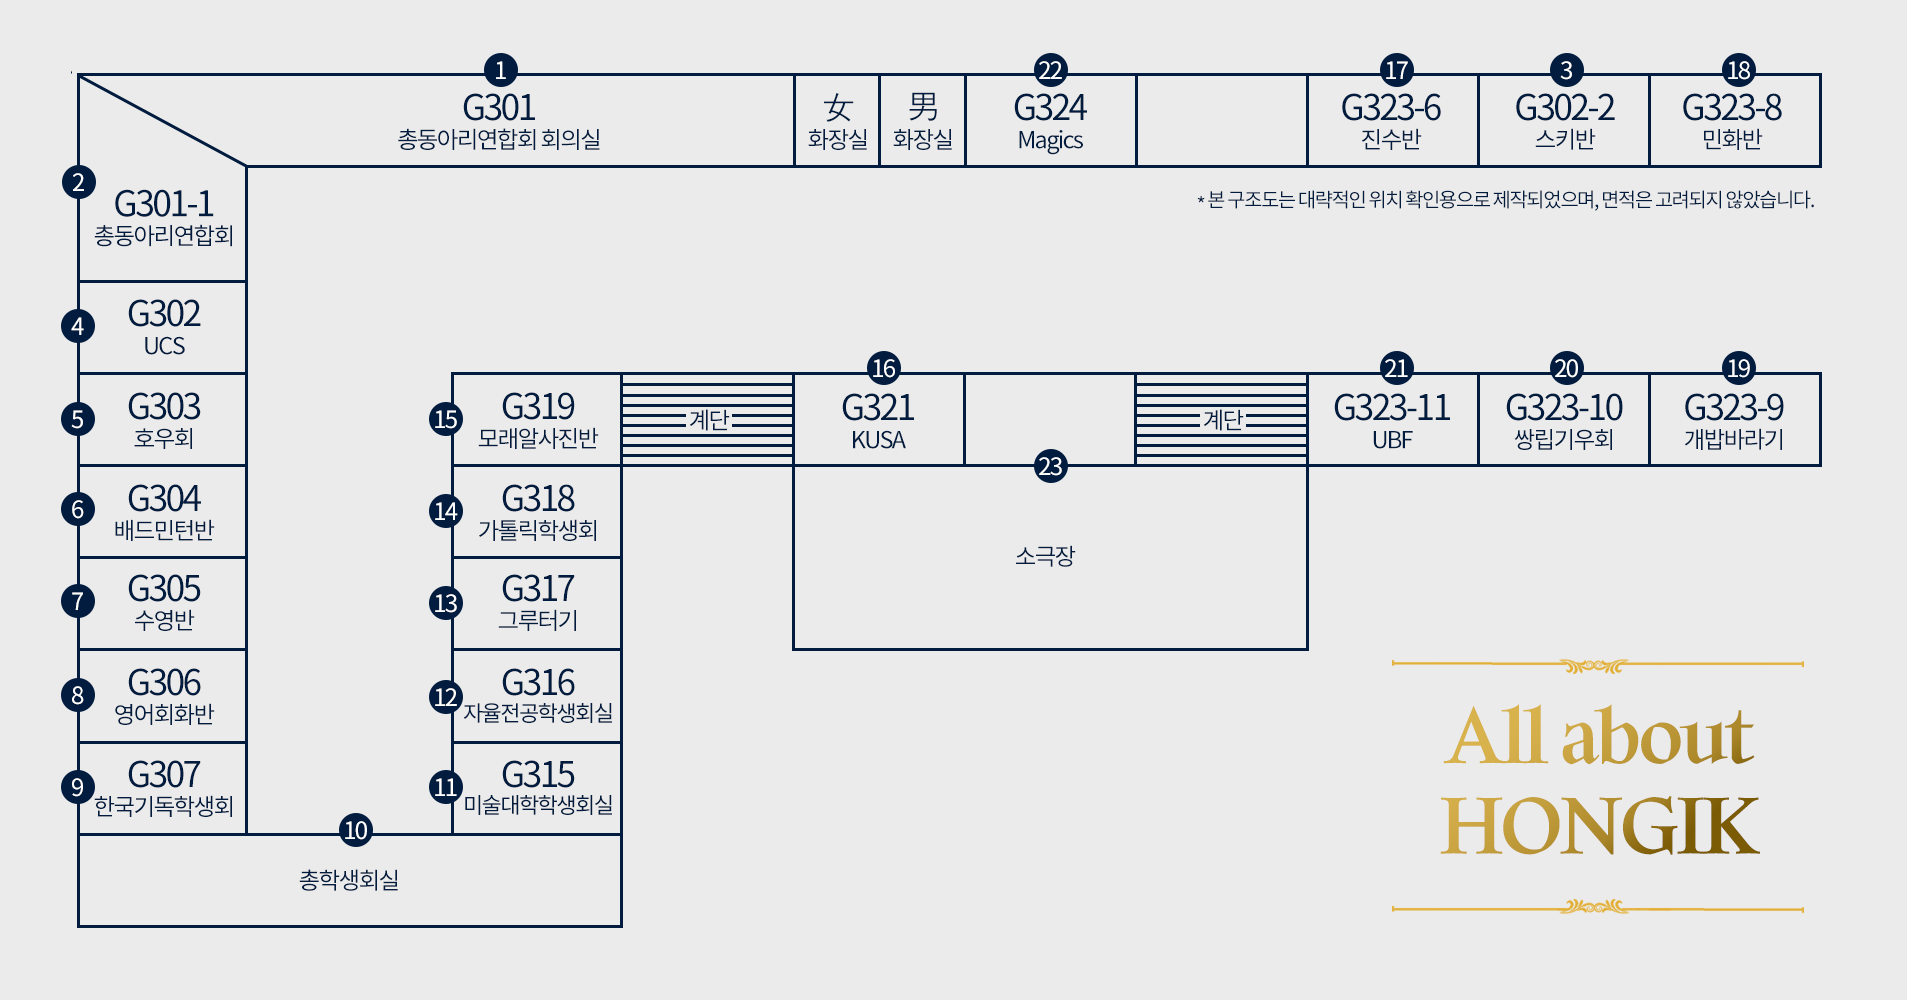 1
G301
총동아리연합회 회의실
女
화장실
男
화장실
22
G324
Magics
17
G323-6
진수반
3
G302-2
스키반
18
G323-8
민화반
* 본 구조도는 대략적인 위치 확인용으로 제작되었으며, 면적은 고려되지 않았습니다.
2
G301-1
총동아리연합회
4
G302
UCS
5
G303
호우회
6
G304
배드민턴반
7
G305
수영반
8
G306
영어회화반
9
G307
한국기독학생회
10
총학생회실
11
G315
미술대학학생회실
12
G316
자율전공학생회실
13
G317
그루터기
14
G318
가톨릭학생회
15
G319
모래알사진반
계단
16
G321
KUSA
계단
23
소극장
21
G323-11
UBF
20
G323-10
쌍립기우회
19
G323-9
개밥바라기
All about
HONGIK